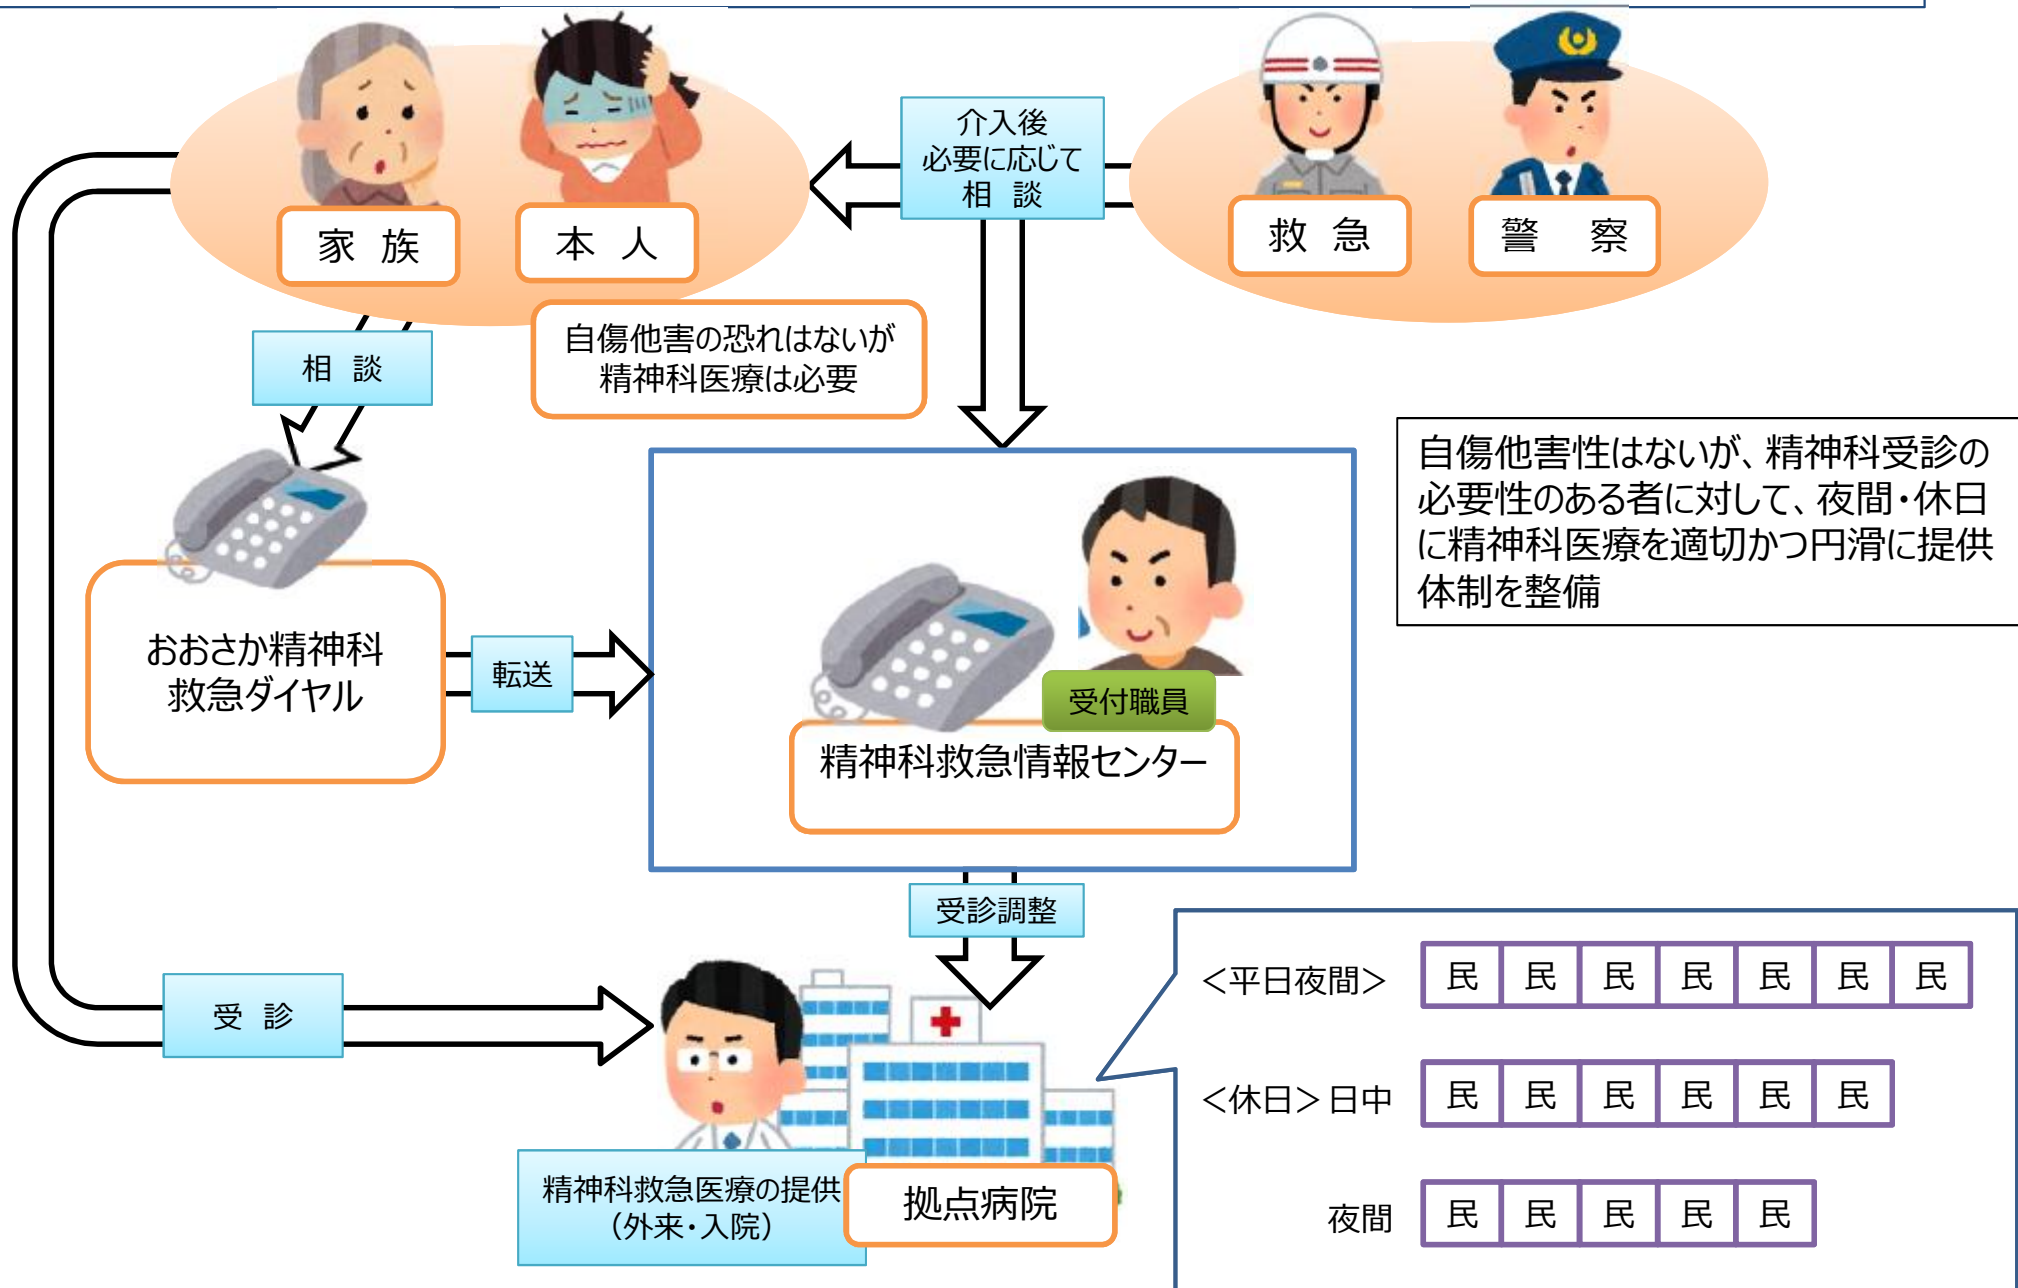 家 族
本 人
介入後
必要に応じて
相 談
救 急
警 察
自傷他害の恐れはないが
精神科医療は必要
相 談
自傷他害性はないが、精神科受診の
必要性のある者に対して、夜間・休日
に精神科医療を適切かつ円滑に提供
体制を整備
おおさか精神科
救急ダイヤル
転送
受付職員
精神科救急情報センター
受診調整
受 診
精神科救急医療の提供
(外来・入院)
拠点病院
<平日夜間> 民 民 民 民 民 民 民
<休日>日中 民 民 民 民 民 民
夜間 民 民 民 民 民